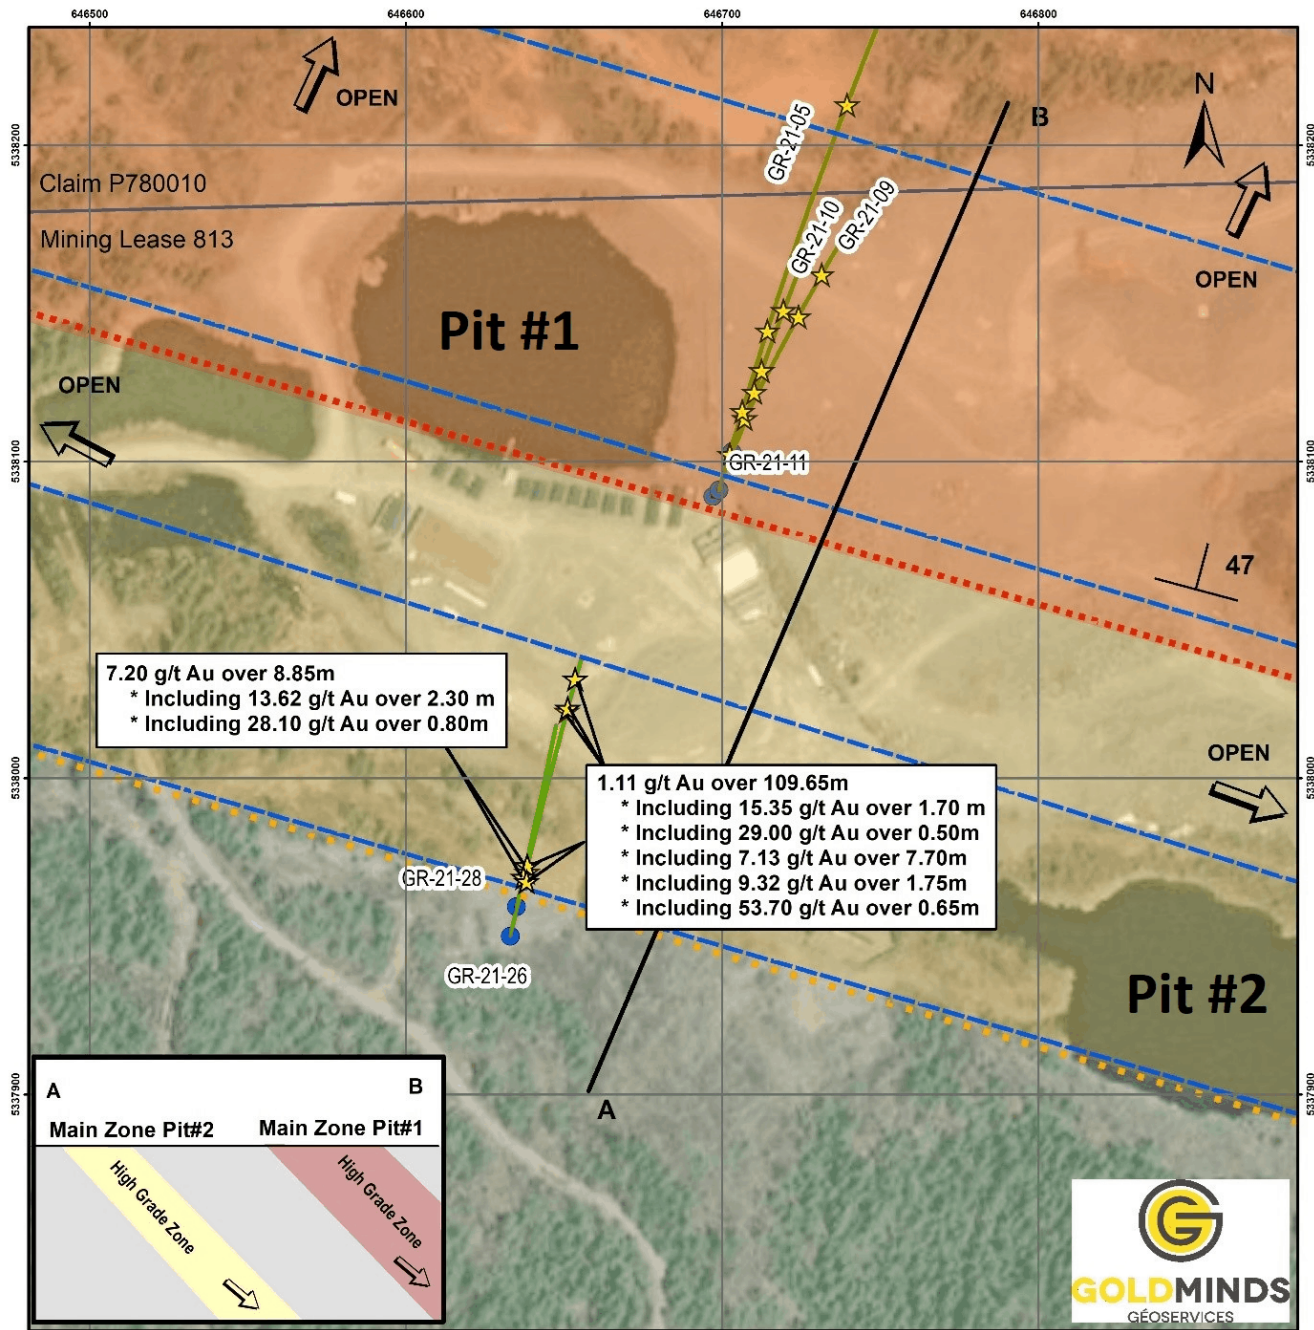 646500
646600
646700
646800
OPEN
GR-21-05
B
N
5338200
5338200
Claim P780010
GR-21-10
GR-21-09
Mining Lease 813
OPEN
Pit #1
OPEN
5338100
GR-21-11
5338100
47
7.20 g/t Au over 8.85m
* Including 13.62 g/t Au over 2.30 m
* Including 28.10 g/t Au over 0.80m
OPEN
5338000
5338000
1.11 g/t Au over 109.65m
* Including 15.35 g/t Au over 1.70 m
* Including 29.00 g/t Au over 0.50m
* Including 7.13 g/t Au over 7.70m
* Including 9.32 g/t Au over 1.75m
* Including 53.70 g/t Au over 0.65m
GR-21-28
GR-21-26
Pit #2
5337900
5337900
A
A
B
Main Zone Pit#2
Main Zone Pit#1
High Grade Zone
High Grade Zone
G
GOLDMINDS
GÉOSERVICES